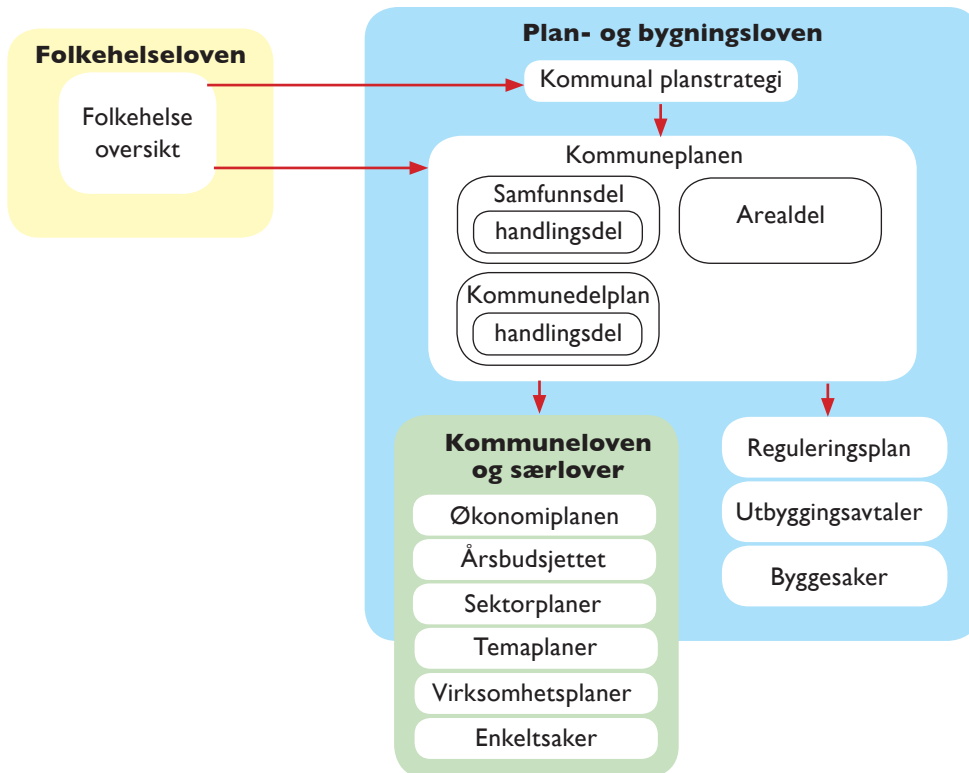 Folkehelseloven
Folkehelse
oversikt
Plan- og bygningsloven
Kommunal planstrategi
Kommuneplanen
Samfunnsdel
handlingsdel
Arealdel
Kommunedelplan
handlingsdel
Kommuneloven
og særlover
Økonomiplanen
Årsbudsjettet
Sektorplaner
Temaplaner
Virksomhetsplaner
Enkeltsaker
Reguleringsplan
Utbyggingsavtaler
Byggesaker